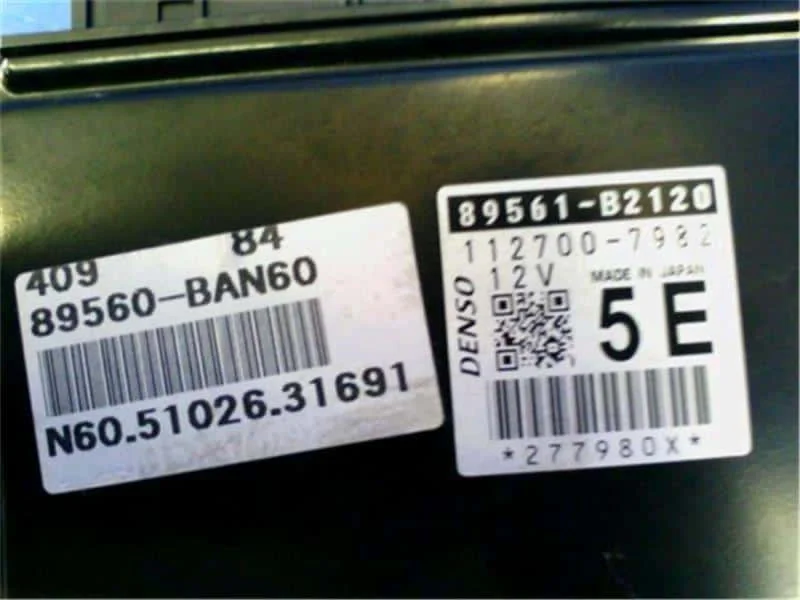 409 84
89560-BAN60
N60.51026.31691
89561-B2120
112700-7982
12V MADE IN JAPAN
DENSO
5E
*277980X*